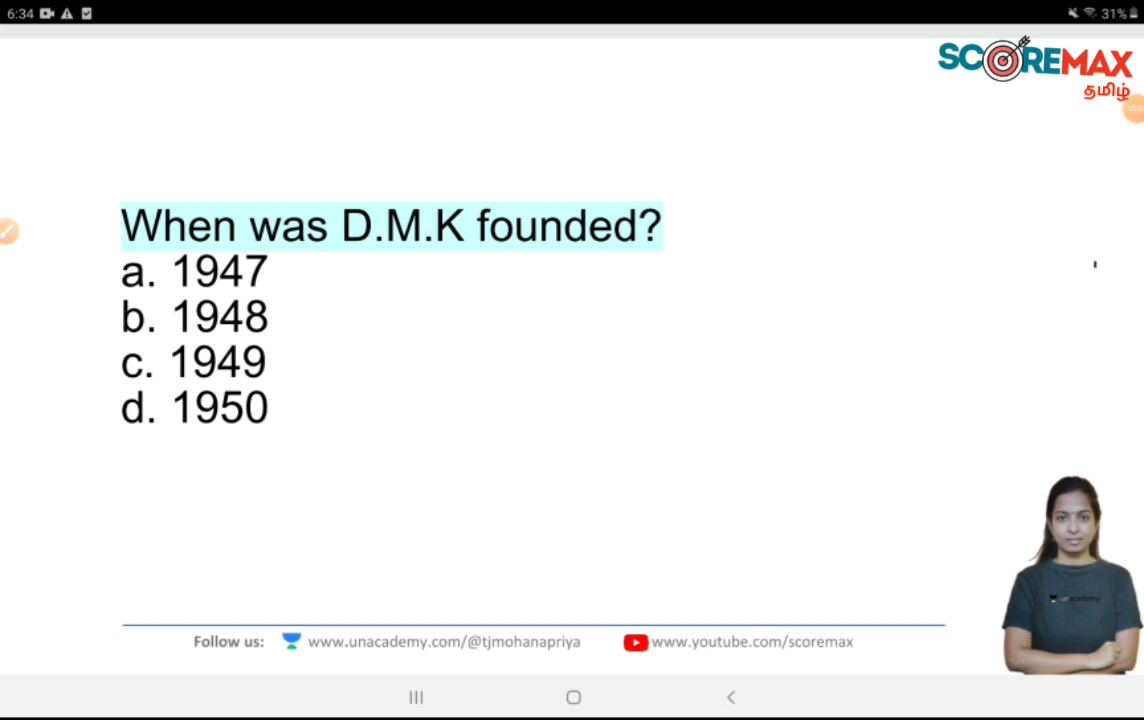 6:34
31%
SCOREMAX
தமிழ்
When was D.M.K founded?
a. 1947
b. 1948
c. 1949
d. 1950
unacademy
Follow us: www.unacademy.com/@tjmohanapriya www.youtube.com/scoremax